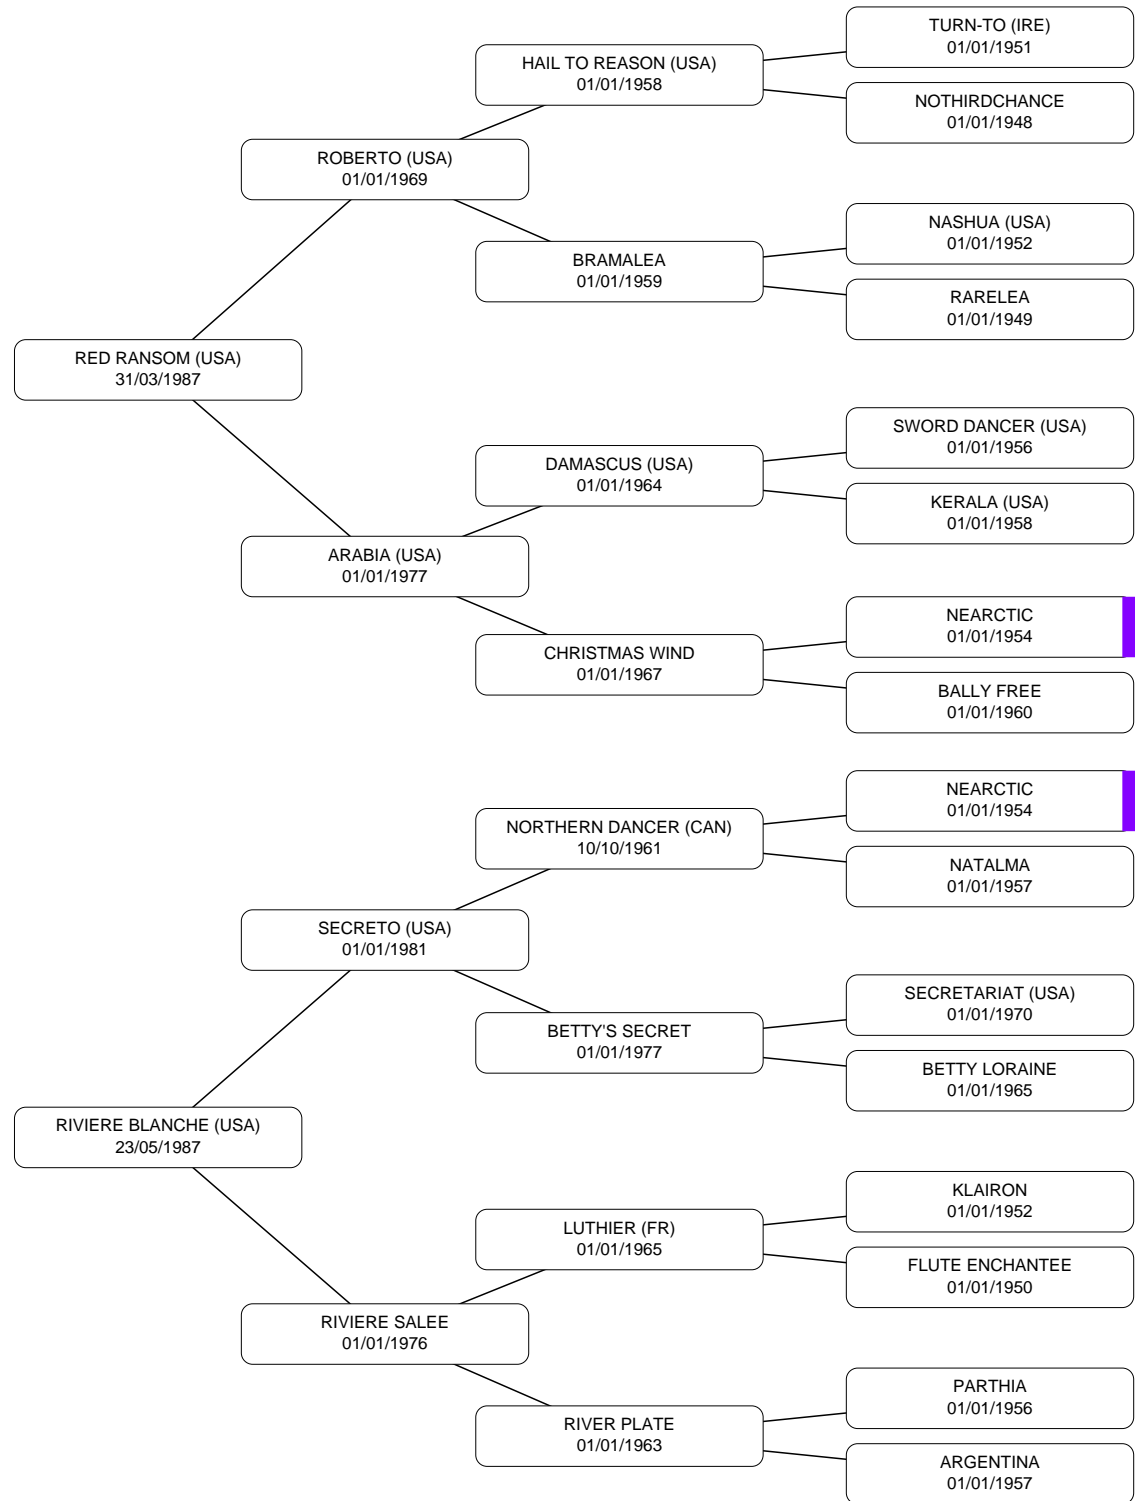 TURN-TO (IRE)
01/01/1951
HAIL TO REASON (USA)
01/01/1958
NOTHIRDCHANCE
01/01/1948
ROBERTO (USA)
01/01/1969
NASHUA (USA)
01/01/1952
BRAMALEA
01/01/1959
RARELEA
01/01/1949
RED RANSOM (USA)
31/03/1987
SWORD DANCER (USA)
01/01/1956
DAMASCUS (USA)
01/01/1964
KERALA (USA)
01/01/1958
ARABIA (USA)
01/01/1977
NEARCTIC
01/01/1954
CHRISTMAS WIND
01/01/1967
BALLY FREE
01/01/1960
NEARCTIC
01/01/1954
NORTHERN DANCER (CAN)
10/10/1961
NATALMA
01/01/1957
SECRETO (USA)
01/01/1981
SECRETARIAT (USA)
01/01/1970
BETTY'S SECRET
01/01/1977
BETTY LORAINE
01/01/1965
RIVIERE BLANCHE (USA)
23/05/1987
KLAIRON
01/01/1952
LUTHIER (FR)
01/01/1965
FLUTE ENCHANTEE
01/01/1950
RIVIERE SALEE
01/01/1976
PARTHIA
01/01/1956
RIVER PLATE
01/01/1963
ARGENTINA
01/01/1957